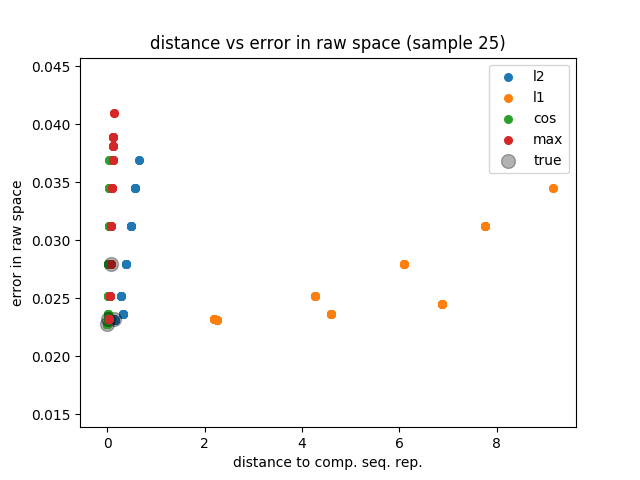 distance vs error in raw space (sample 25)
0.045
0.040
0.035
0.030
0.025
0.020
0.015
error in raw space
l2
l1
cos
max
true
0 2 4 6 8
distance to comp. seq. rep.